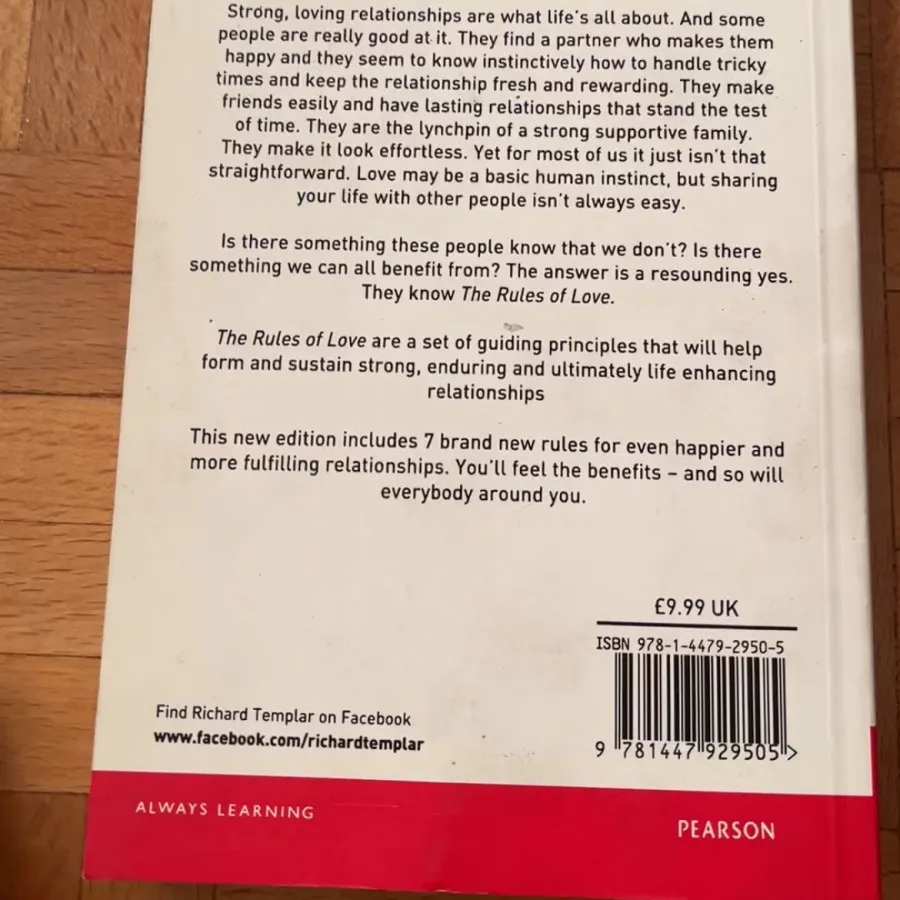 Strong, loving relationships are what life's all about. And some
people are really good at it. They find a partner who makes them
happy and they seem to know instinctively how to handle tricky
times and keep the relationship fresh and rewarding. They make
friends easily and have lasting relationships that stand the test
of time. They are the lynchpin of a strong supportive family.
They make it look effortless. Yet for most of us it just isn't that
straightforward. Love may be a basic human instinct, but sharing
your life with other people isn't always easy.
Is there something these people know that we don't? Is there
something we can all benefit from? The answer is a resounding yes.
They know The Rules of Love.
The Rules of Love are a set of guiding principles that will help
form and sustain strong, enduring and ultimately life enhancing
relationships
This new edition includes 7 brand new rules for even happier and
more fulfilling relationships. You'll feel the benefits – and so will
everybody around you.
£9.99 UK
ISBN 978-1-4479-2950-5
9 781447 929505 >
Find Richard Templar on Facebook
www.facebook.com/richardtemplar
ALWAYS LEARNING
PEARSON